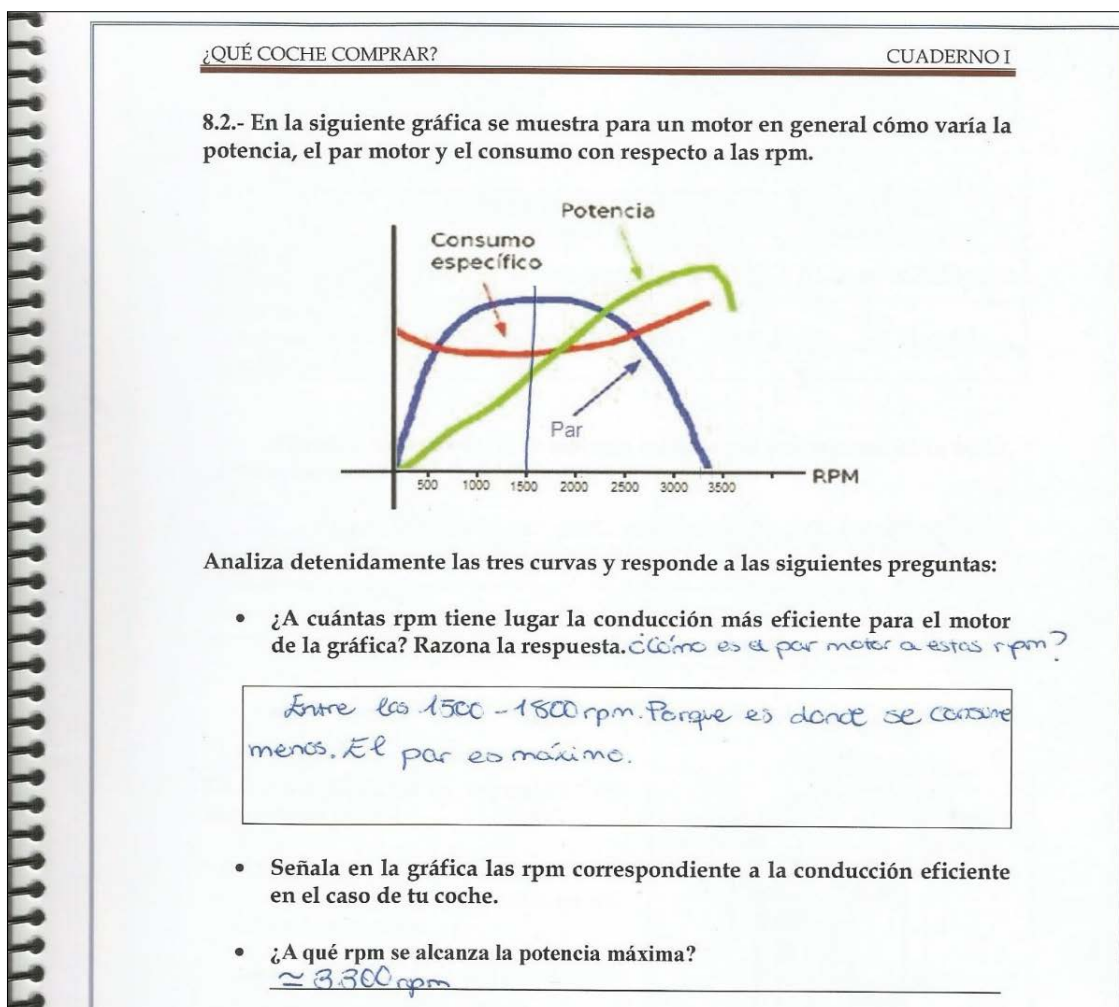 ¿QUÉ COCHE COMPRAR? CUADERNO I
8.2.- En la siguiente gráfica se muestra para un motor en general cómo varía la
potencia, el par motor y el consumo con respecto a las rpm.
Potencia
Consumo
específico
Par
500 1000 1500 2000 2500 3000 3500 RPM
Analiza detenidamente las tres curvas y responde a las siguientes preguntas:
• ¿A cuántas rpm tiene lugar la conducción más eficiente para el motor
de la gráfica? Razona la respuesta. ¿Cómo es el par motor a estas rpm?
Entre las 1500 - 1800 rpm. Porque es donde se consume
menos. El par es máximo.
• Señala en la gráfica las rpm correspondiente a la conducción eficiente
en el caso de tu coche.
• ¿A qué rpm se alcanza la potencia máxima?
≃ 3.300 rpm